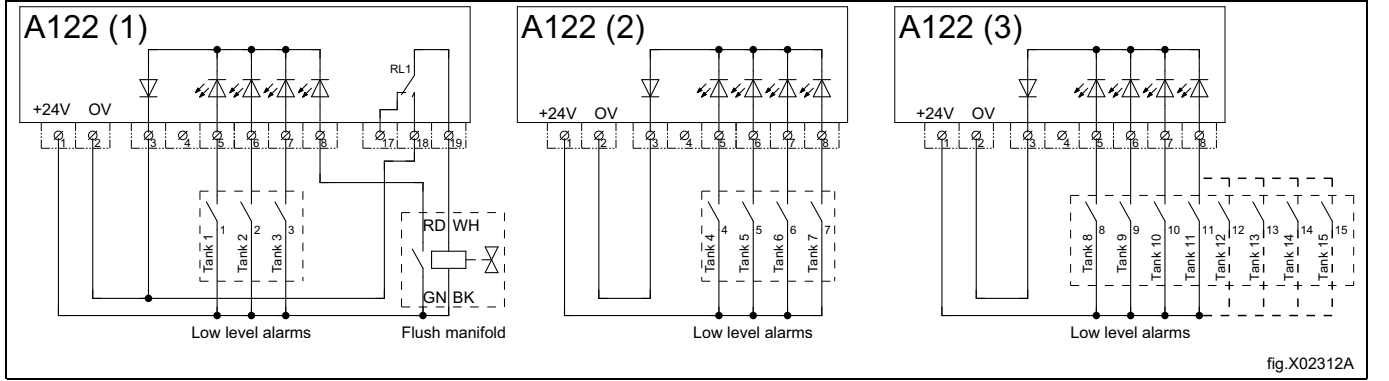 A122 (1)
RL1
+24V OV
1 2 3 4 5 6 7 8 17 18 19
Tank 1 1 Tank 2 2 Tank 3 3
RD WH
GN BK
Low level alarms
Flush manifold
A122 (2)
+24V OV
1 2 3 4 5 6 7 8
Tank 4 4 Tank 5 5 Tank 6 6 Tank 7 7
Low level alarms
A122 (3)
+24V OV
1 2 3 4 5 6 7 8
Tank 8 8 Tank 9 9 Tank 10 10 Tank 11 11 Tank 12 12 Tank 13 13 Tank 14 14 Tank 15 15
Low level alarms
fig.X02312A